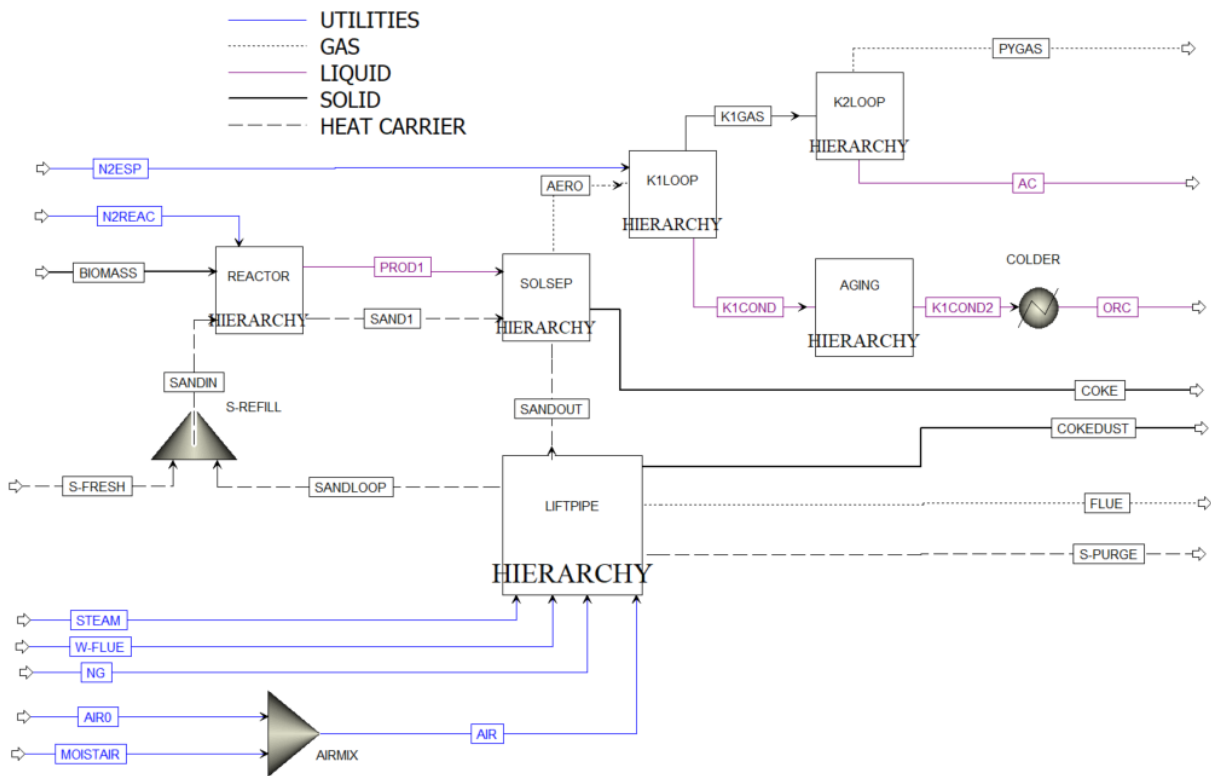 UTILITIES
GAS
LIQUID
SOLID
HEAT CARRIER
PYGAS
K2LOOP
HIERARCHY
K1GAS
N2ESP
K1LOOP
HIERARCHY
AERO
AC
N2REAC
BIOMASS
REACTOR
HIERARCHY
PROD1
SAND1
SOLSEP
HIERARCHY
K1COND
AGING
HIERARCHY
K1COND2
COLDER
ORC
SANDIN
S-REFILL
COKE
SANDOUT
COKEDUST
S-FRESH
SANDLOOP
LIFTPIPE
HIERARCHY
FLUE
S-PURGE
STEAM
W-FLUE
NG
AIR0
MOISTAIR
AIRMIX
AIR